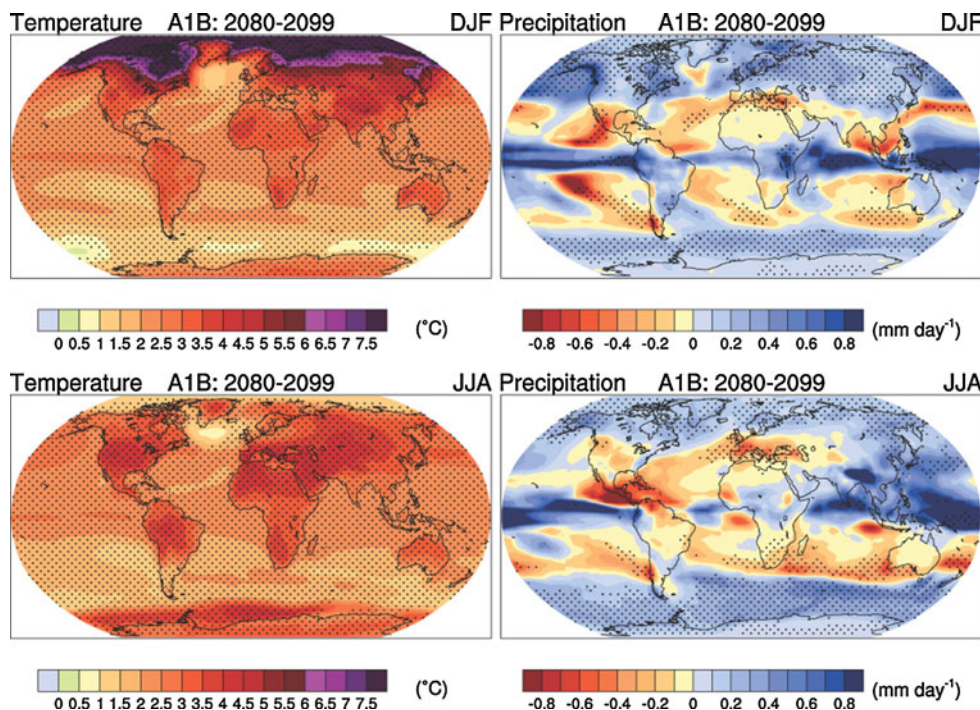 Temperature A1B: 2080-2099 DJF
Precipitation A1B: 2080-2099 DJF
0 0.5 1 1.5 2 2.5 3 3.5 4 4.5 5 5.5 6 6.5 7 7.5 (°C)
-0.8 -0.6 -0.4 -0.2 0 0.2 0.4 0.6 0.8 (mm day⁻¹)
Temperature A1B: 2080-2099 JJA
Precipitation A1B: 2080-2099 JJA
0 0.5 1 1.5 2 2.5 3 3.5 4 4.5 5 5.5 6 6.5 7 7.5 (°C)
-0.8 -0.6 -0.4 -0.2 0 0.2 0.4 0.6 0.8 (mm day⁻¹)